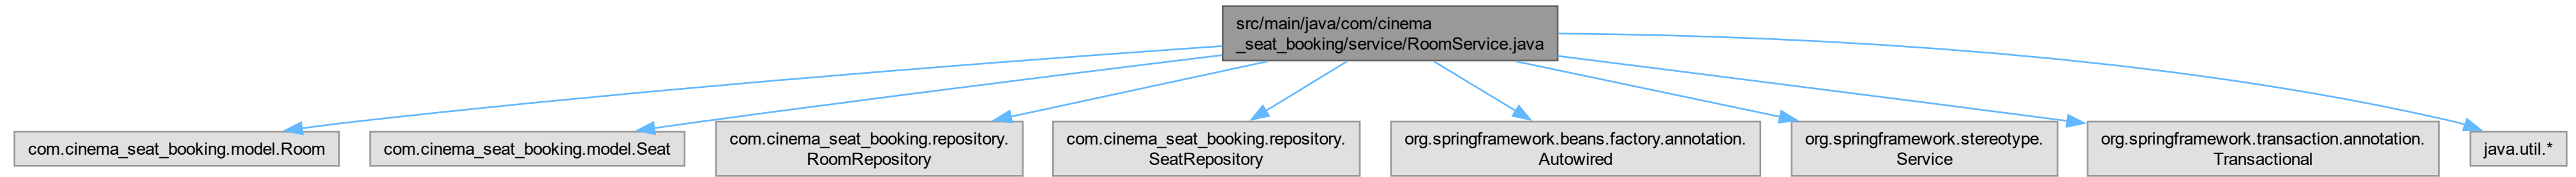 src/main/java/com/cinema
_seat_booking/service/RoomService.java
com.cinema_seat_booking.model.Room
com.cinema_seat_booking.model.Seat
com.cinema_seat_booking.repository.
RoomRepository
com.cinema_seat_booking.repository.
SeatRepository
org.springframework.beans.factory.annotation.
Autowired
org.springframework.stereotype.
Service
org.springframework.transaction.annotation.
Transactional
java.util.*